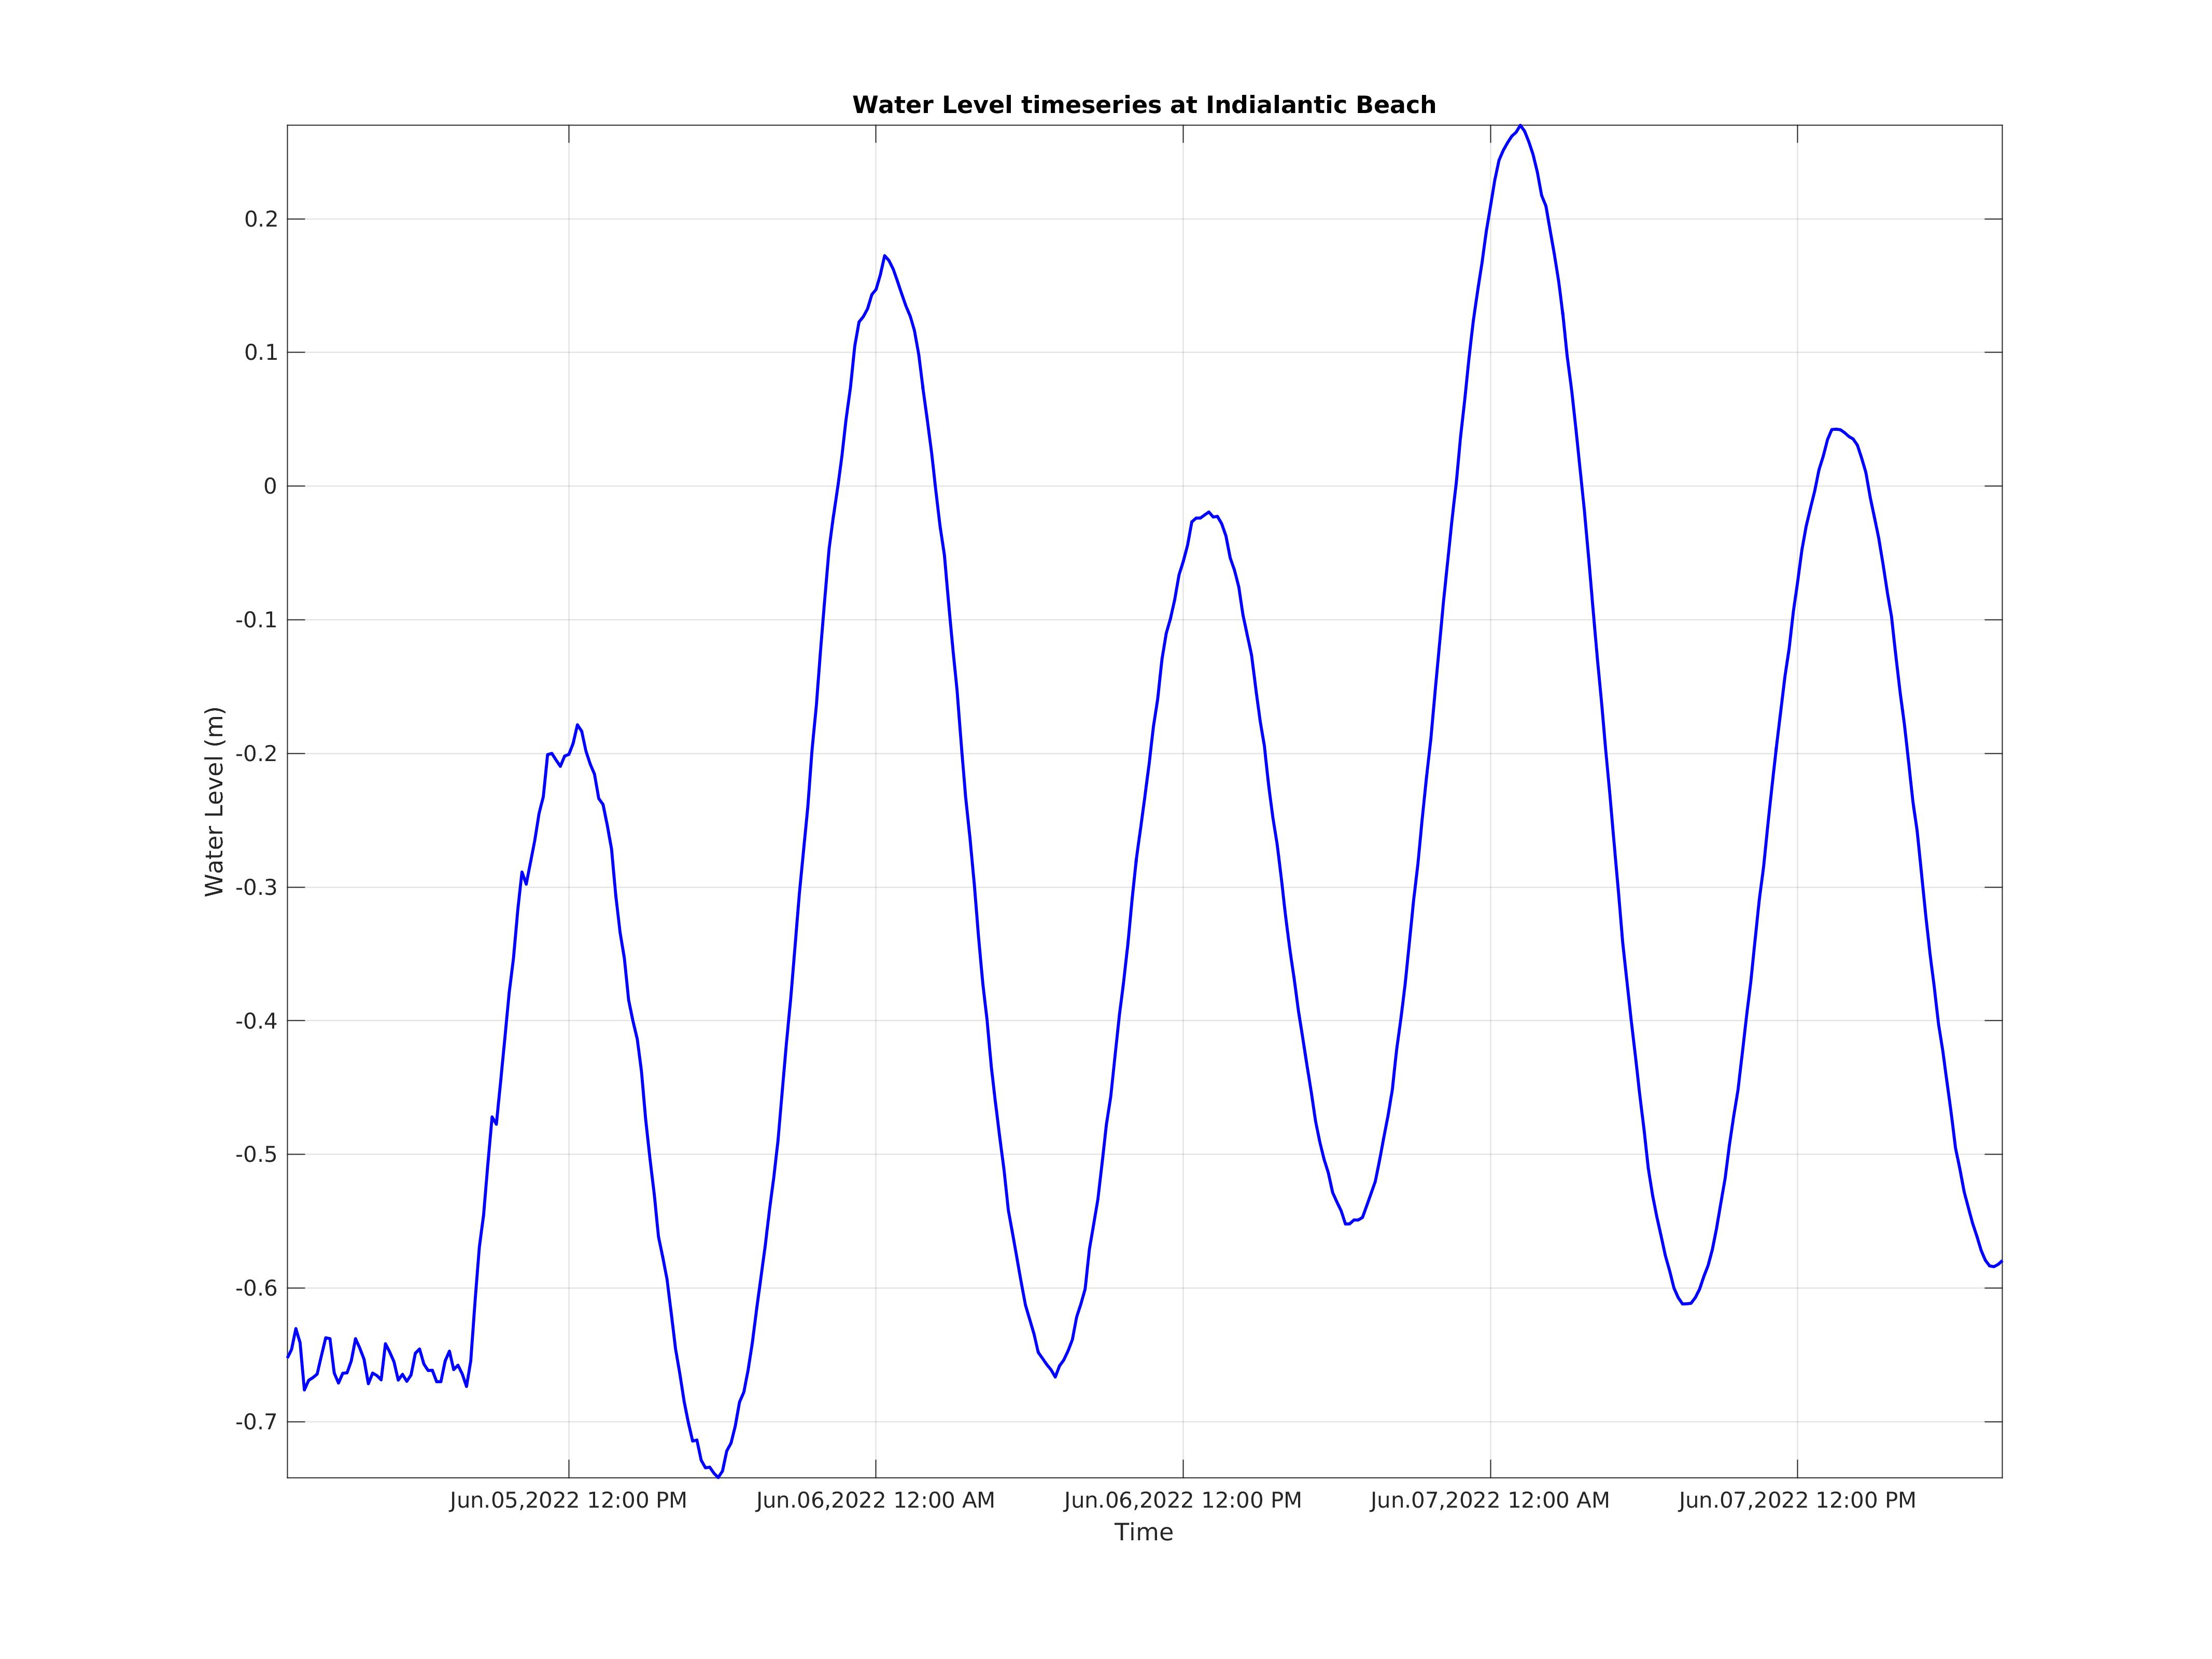 Water Level timeseries at Indialantic Beach
0.2
0.1
0
-0.1
-0.2
-0.3
-0.4
-0.5
-0.6
-0.7
Water Level (m)
Jun.05,2022 12:00 PM
Jun.06,2022 12:00 AM
Jun.06,2022 12:00 PM
Jun.07,2022 12:00 AM
Jun.07,2022 12:00 PM
Time